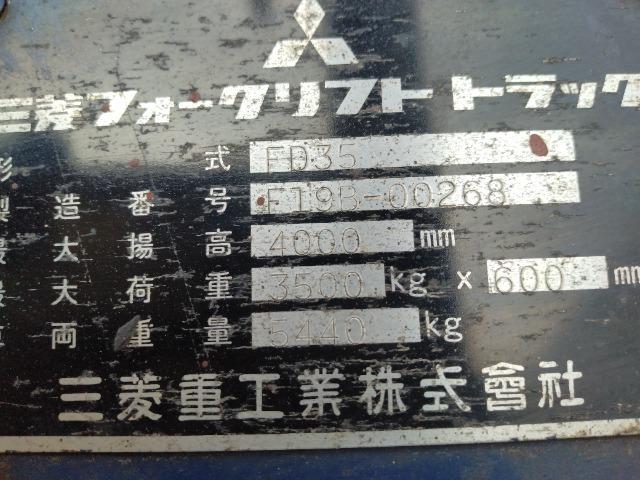 三菱フォークリフトトラック
形式 FD35
製造番号 F19B-00268
最大揚高 4000 mm
最大荷重 3500 kg x 600 mm
車両重量 5440 kg
三菱重工業株式會社